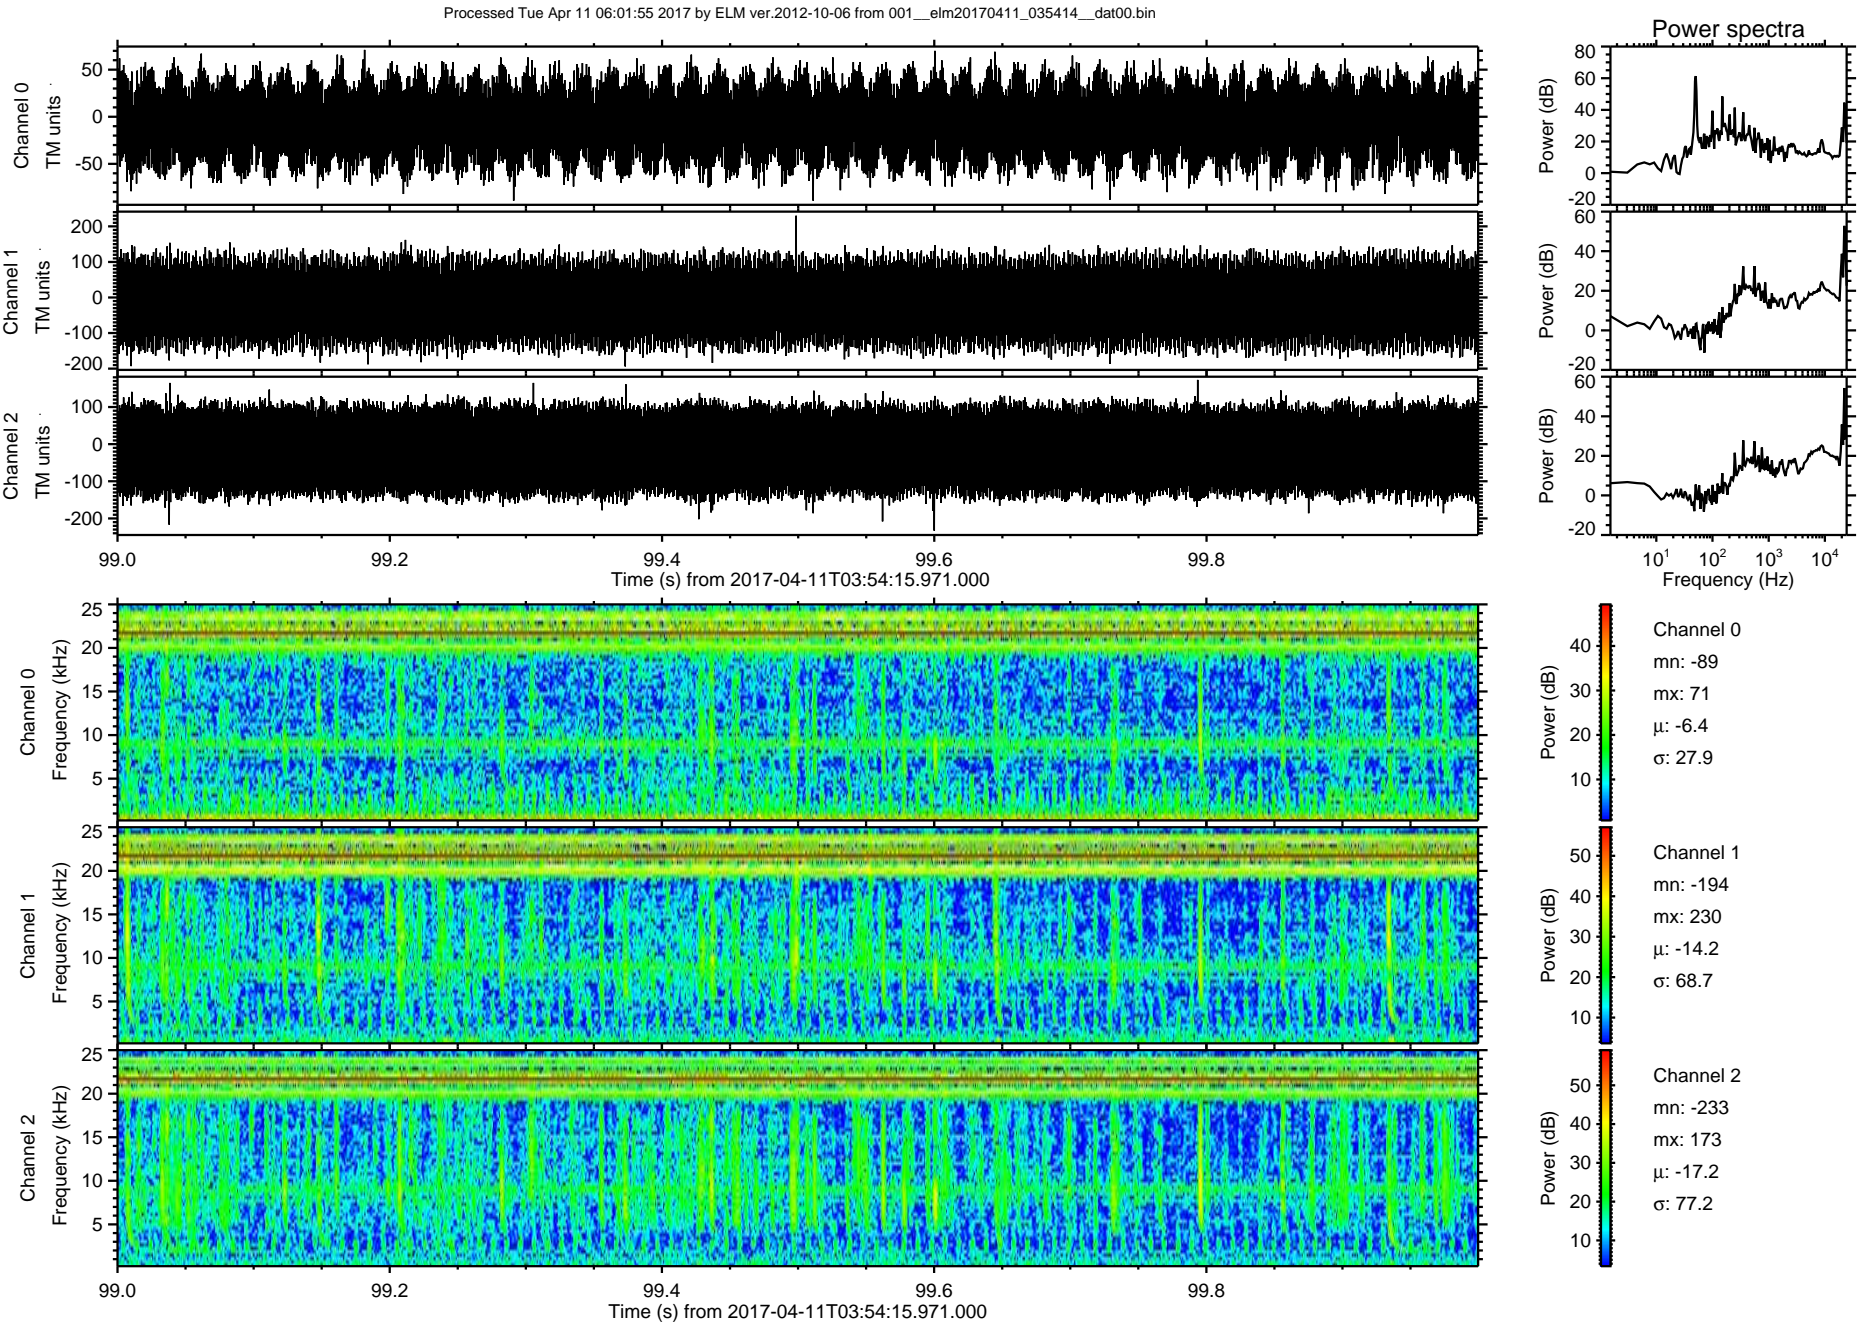 Processed Tue Apr 11 06:01:55 2017 by ELM ver.2012-10-06 from 001__elm20170411_035414__dat00.bin
Power spectra
Channel 0
TM units
50
0
-50
Power (dB)
80
60
40
20
0
-20
Channel 1
TM units
200
100
0
-100
-200
Power (dB)
60
40
20
0
-20
Channel 2
TM units
100
0
-100
-200
Power (dB)
60
40
20
0
-20
99.0 99.2 99.4 99.6 99.8
Time (s) from 2017-04-11T03:54:15.971.000
10¹ 10² 10³ 10⁴
Frequency (Hz)
Channel 0
Frequency (kHz)
25
20
15
10
5
Power (dB)
40
30
20
10
Channel 0
mn: -89
mx: 71
μ: -6.4
σ: 27.9
Channel 1
Frequency (kHz)
25
20
15
10
5
Power (dB)
50
40
30
20
10
Channel 1
mn: -194
mx: 230
μ: -14.2
σ: 68.7
Channel 2
Frequency (kHz)
25
20
15
10
5
Power (dB)
50
40
30
20
10
Channel 2
mn: -233
mx: 173
μ: -17.2
σ: 77.2
99.0 99.2 99.4 99.6 99.8
Time (s) from 2017-04-11T03:54:15.971.000